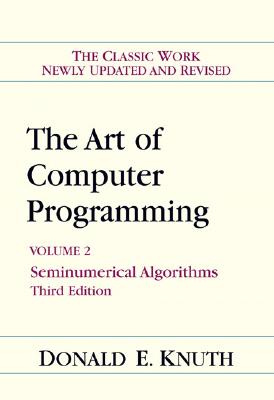 THE CLASSIC WORK
NEWLY UPDATED AND REVISED
The Art of
Computer
Programming
VOLUME 2
Seminumerical Algorithms
Third Edition
DONALD E. KNUTH